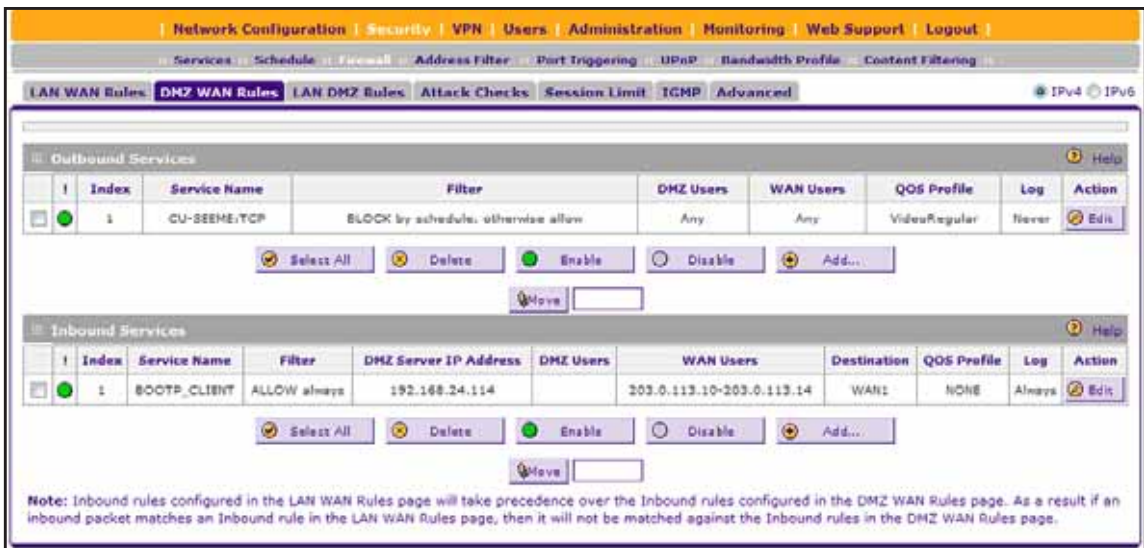 Network Configuration | Security | VPN | Users | Administration | Monitoring | Web Support | Logout
Services Schedule Firewall Address Filter Port Triggering UPnP Bandwidth Profile Content Filtering
LAN WAN Rules DMZ WAN Rules LAN DMZ Rules Attack Checks Session Limit IGMP Advanced IPv4 IPv6
Outbound Services Help
! Index Service Name Filter DMZ Users WAN Users QOS Profile Log Action
1 CU-SEEME:TCP BLOCK by schedule, otherwise allow Any Any VideoRegular Never Edit
Select All Delete Enable Disable Add...
Move
Inbound Services Help
! Index Service Name Filter DMZ Server IP Address DMZ Users WAN Users Destination QOS Profile Log Action
1 BOOTP_CLIENT ALLOW always 192.168.24.114 203.0.113.10-203.0.113.14 WAN1 NONE Always Edit
Select All Delete Enable Disable Add...
Move
Note: Inbound rules configured in the LAN WAN Rules page will take precedence over the Inbound rules configured in the DMZ WAN Rules page. As a result if an
inbound packet matches an Inbound rule in the LAN WAN Rules page, then it will not be matched against the Inbound rules in the DMZ WAN Rules page.